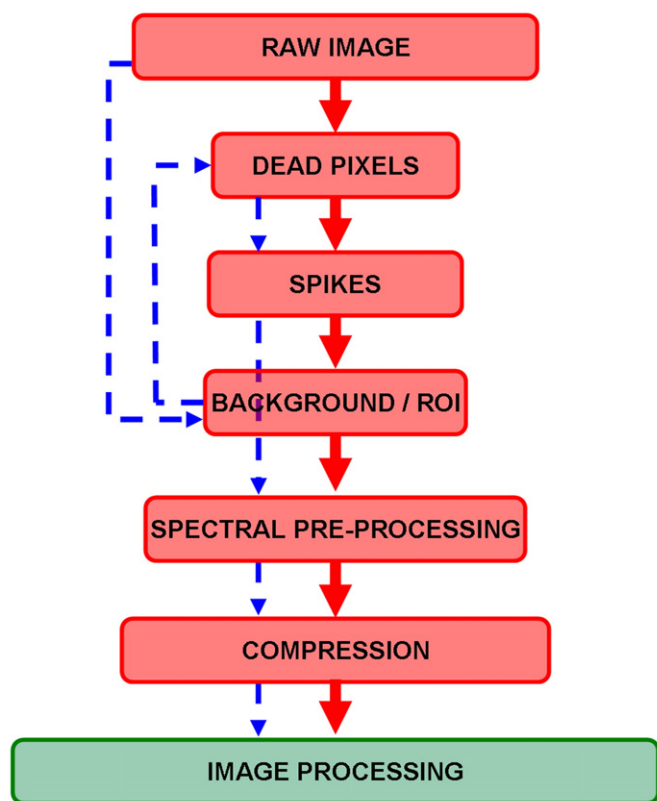 RAW IMAGE
DEAD PIXELS
SPIKES
BACKGROUND / ROI
SPECTRAL PRE-PROCESSING
COMPRESSION
IMAGE PROCESSING